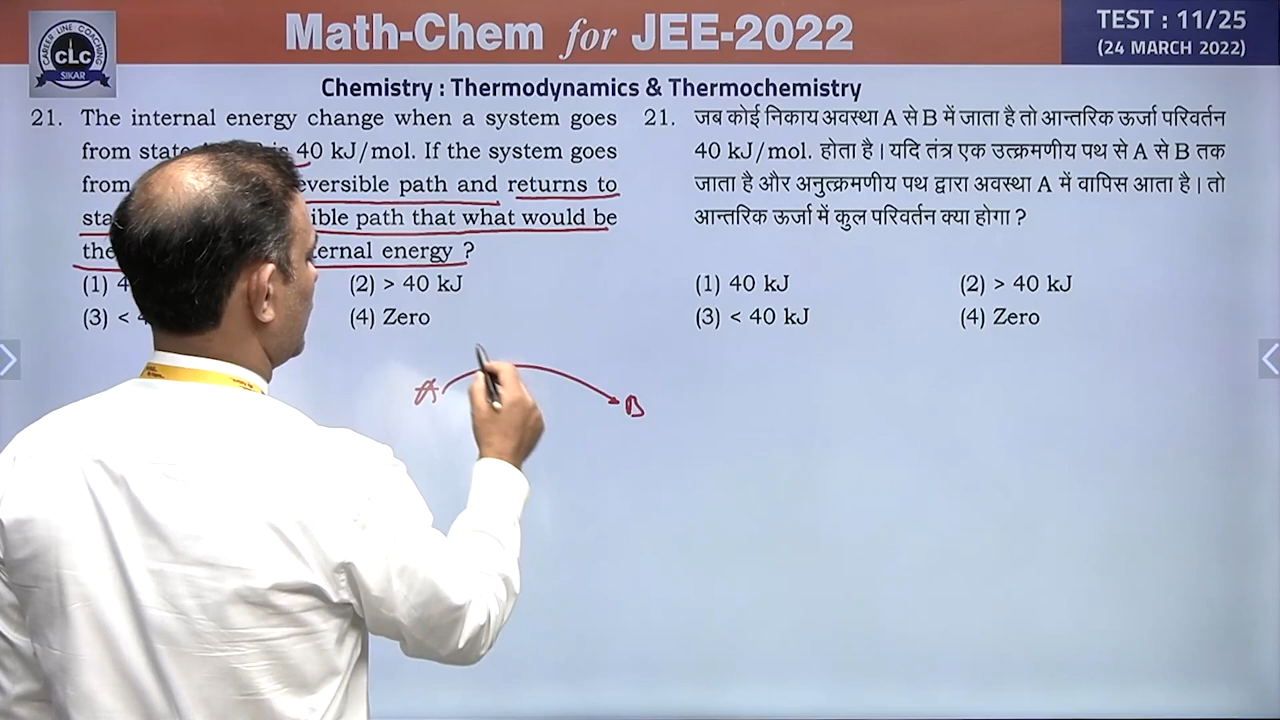 Math-Chem for JEE-2022
TEST : 11/25
(24 MARCH 2022)
CAREER LINE COACHING
CLC
SIKAR
Chemistry : Thermodynamics & Thermochemistry
21. The internal energy change when a system goes
from state is 40 kJ/mol. If the system goes
from eversible path and returns to
sta ible path that what would be
the ternal energy ?
(1) 4 (2) > 40 kJ
(3) < 4 (4) Zero
A
B
21. जब कोई निकाय अवस्था A से B में जाता है तो आन्तरिक ऊर्जा परिवर्तन
40 kJ/mol. होता है। यदि तंत्र एक उत्क्रमणीय पथ से A से B तक
जाता है और अनुत्क्रमणीय पथ द्वारा अवस्था A में वापिस आता है। तो
आन्तरिक ऊर्जा में कुल परिवर्तन क्या होगा ?
(1) 40 kJ (2) > 40 kJ
(3) < 40 kJ (4) Zero